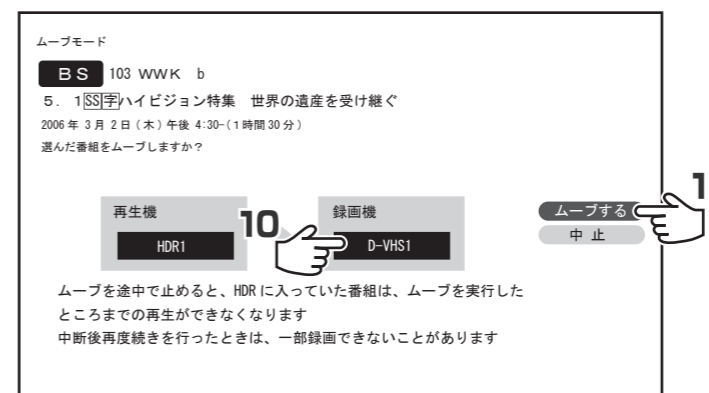 ムーブモード
BS 103 WWK b
5. 1SS字ハイビジョン特集 世界の遺産を受け継ぐ
2006年 3月 2日(木)午後 4:30-(1時間30分)
選んだ番組をムーブしますか?
再生機
HDR1
10
録画機
D-VHS1
ムーブする
1
中 止
ムーブを途中で止めると、HDRに入っていた番組は、ムーブを実行した
ところまでの再生ができなくなります
中断後再度続きを行ったときは、一部録画できないことがあります